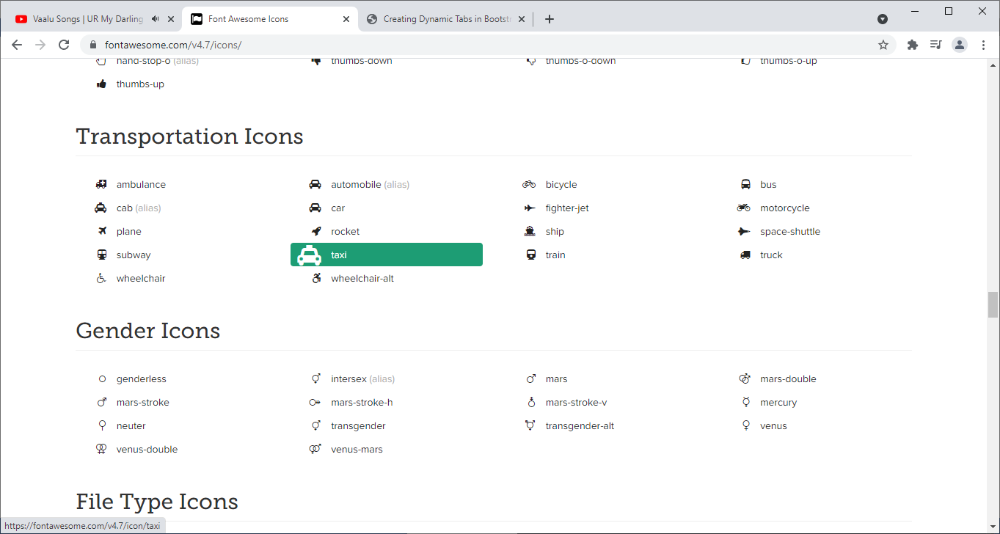 Vaalu Songs | UR My Darling
Font Awesome Icons
Creating Dynamic Tabs in Bootst
fontawesome.com/v4.7/icons/
hand-stop-o (alias) thumbs-down thumbs-o-down thumbs-o-up
thumbs-up
Transportation Icons
ambulance automobile (alias) bicycle bus
cab (alias) car fighter-jet motorcycle
plane rocket ship space-shuttle
subway taxi train truck
wheelchair wheelchair-alt
Gender Icons
genderless intersex (alias) mars mars-double
mars-stroke mars-stroke-h mars-stroke-v mercury
neuter transgender transgender-alt venus
venus-double venus-mars
File Type Icons
https://fontawesome.com/v4.7/icon/taxi